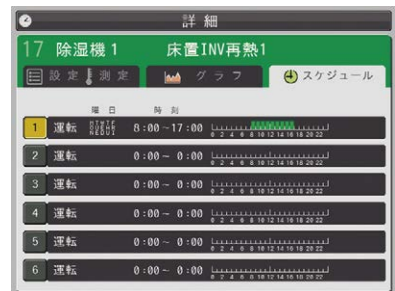 詳細
17 除湿機1 床置INV再熱1
設定 測定 グラフ スケジュール
曜日 時刻
1 運転 8:00～17:00 0 2 4 6 8 10 12 14 16 18 20 22
2 運転 0:00～ 0:00 0 2 4 6 8 10 12 14 16 18 20 22
3 運転 0:00～ 0:00 0 2 4 6 8 10 12 14 16 18 20 22
4 運転 0:00～ 0:00 0 2 4 6 8 10 12 14 16 18 20 22
5 運転 0:00～ 0:00 0 2 4 6 8 10 12 14 16 18 20 22
6 運転 0:00～ 0:00 0 2 4 6 8 10 12 14 16 18 20 22